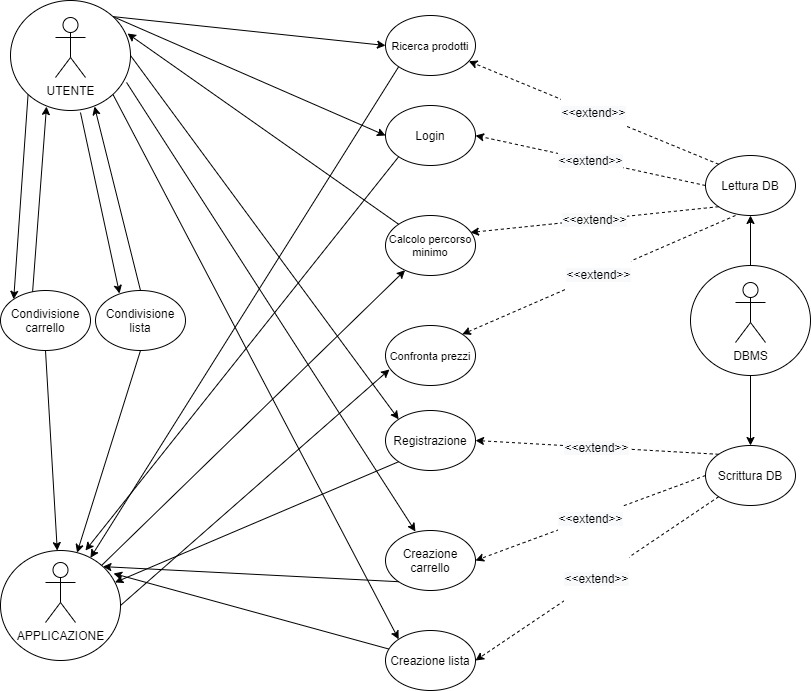 UTENTE
Ricerca prodotti
<<extend>>
Login
<<extend>>
Lettura DB
<<extend>>
Calcolo percorso
minimo
<<extend>>
Condivisione
carrello
Condivisione
lista
DBMS
Confronta prezzi
Registrazione
<<extend>>
Scrittura DB
<<extend>>
Creazione
carrello
<<extend>>
APPLICAZIONE
Creazione lista